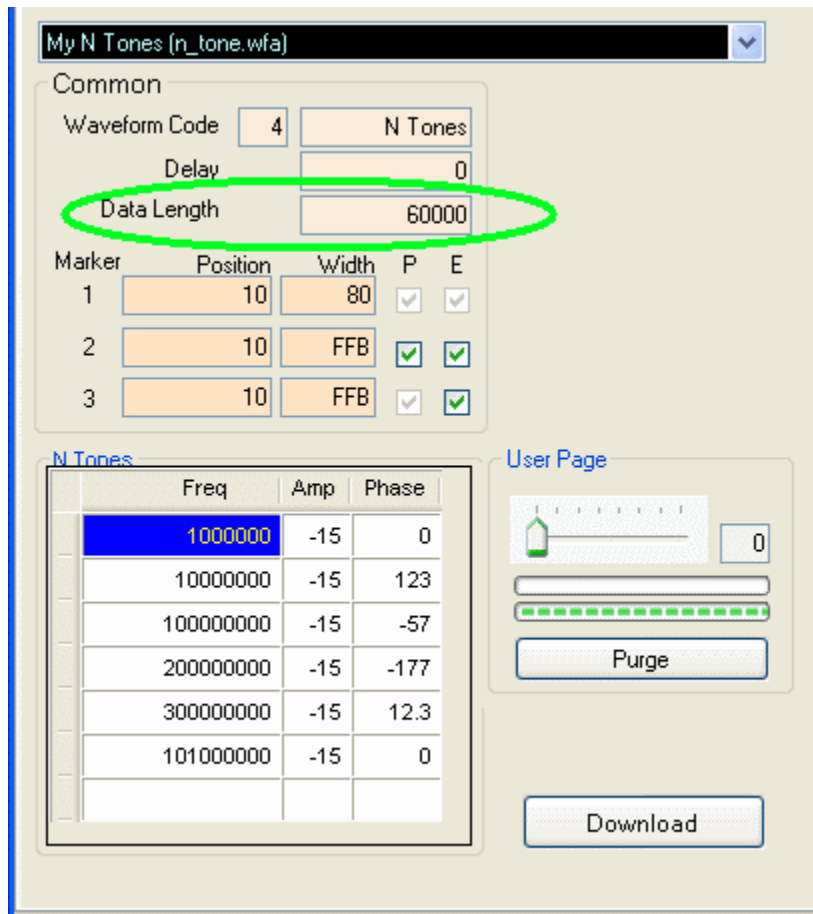 My N Tones (n_tone.wfa)
Common
Waveform Code 4 N Tones
Delay 0
Data Length 60000
Marker Position Width P E
1 10 80
2 10 FFB
3 10 FFB
N Tones
Freq Amp Phase
1000000 -15 0
10000000 -15 123
100000000 -15 -57
200000000 -15 -177
300000000 -15 12.3
101000000 -15 0
User Page
0
Purge
Download